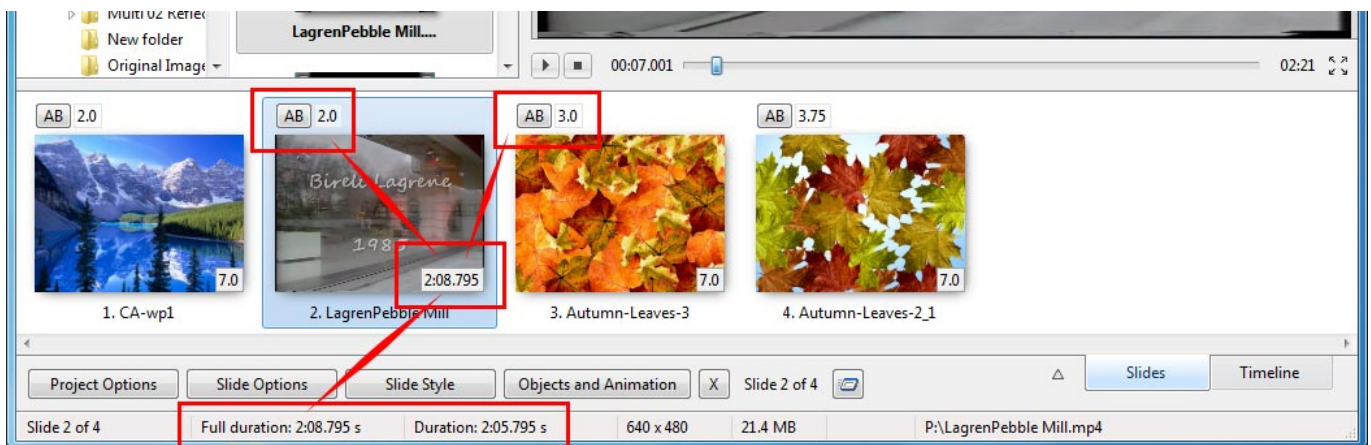 Multi 02 Reflec
New folder
Original Image
LagrenPebble Mill....
00:07.001
02:21
AB 2.0
AB 2.0
AB 3.0
AB 3.75
Bireli Lagrene
1985
7.0
2:08.795
7.0
7.0
1. CA-wp1
2. LagrenPebble Mill
3. Autumn-Leaves-3
4. Autumn-Leaves-2_1
Project Options
Slide Options
Slide Style
Objects and Animation
X
Slide 2 of 4
Slides
Timeline
Slide 2 of 4
Full duration: 2:08.795 s
Duration: 2:05.795 s
640 x 480
21.4 MB
P:\LagrenPebble Mill.mp4